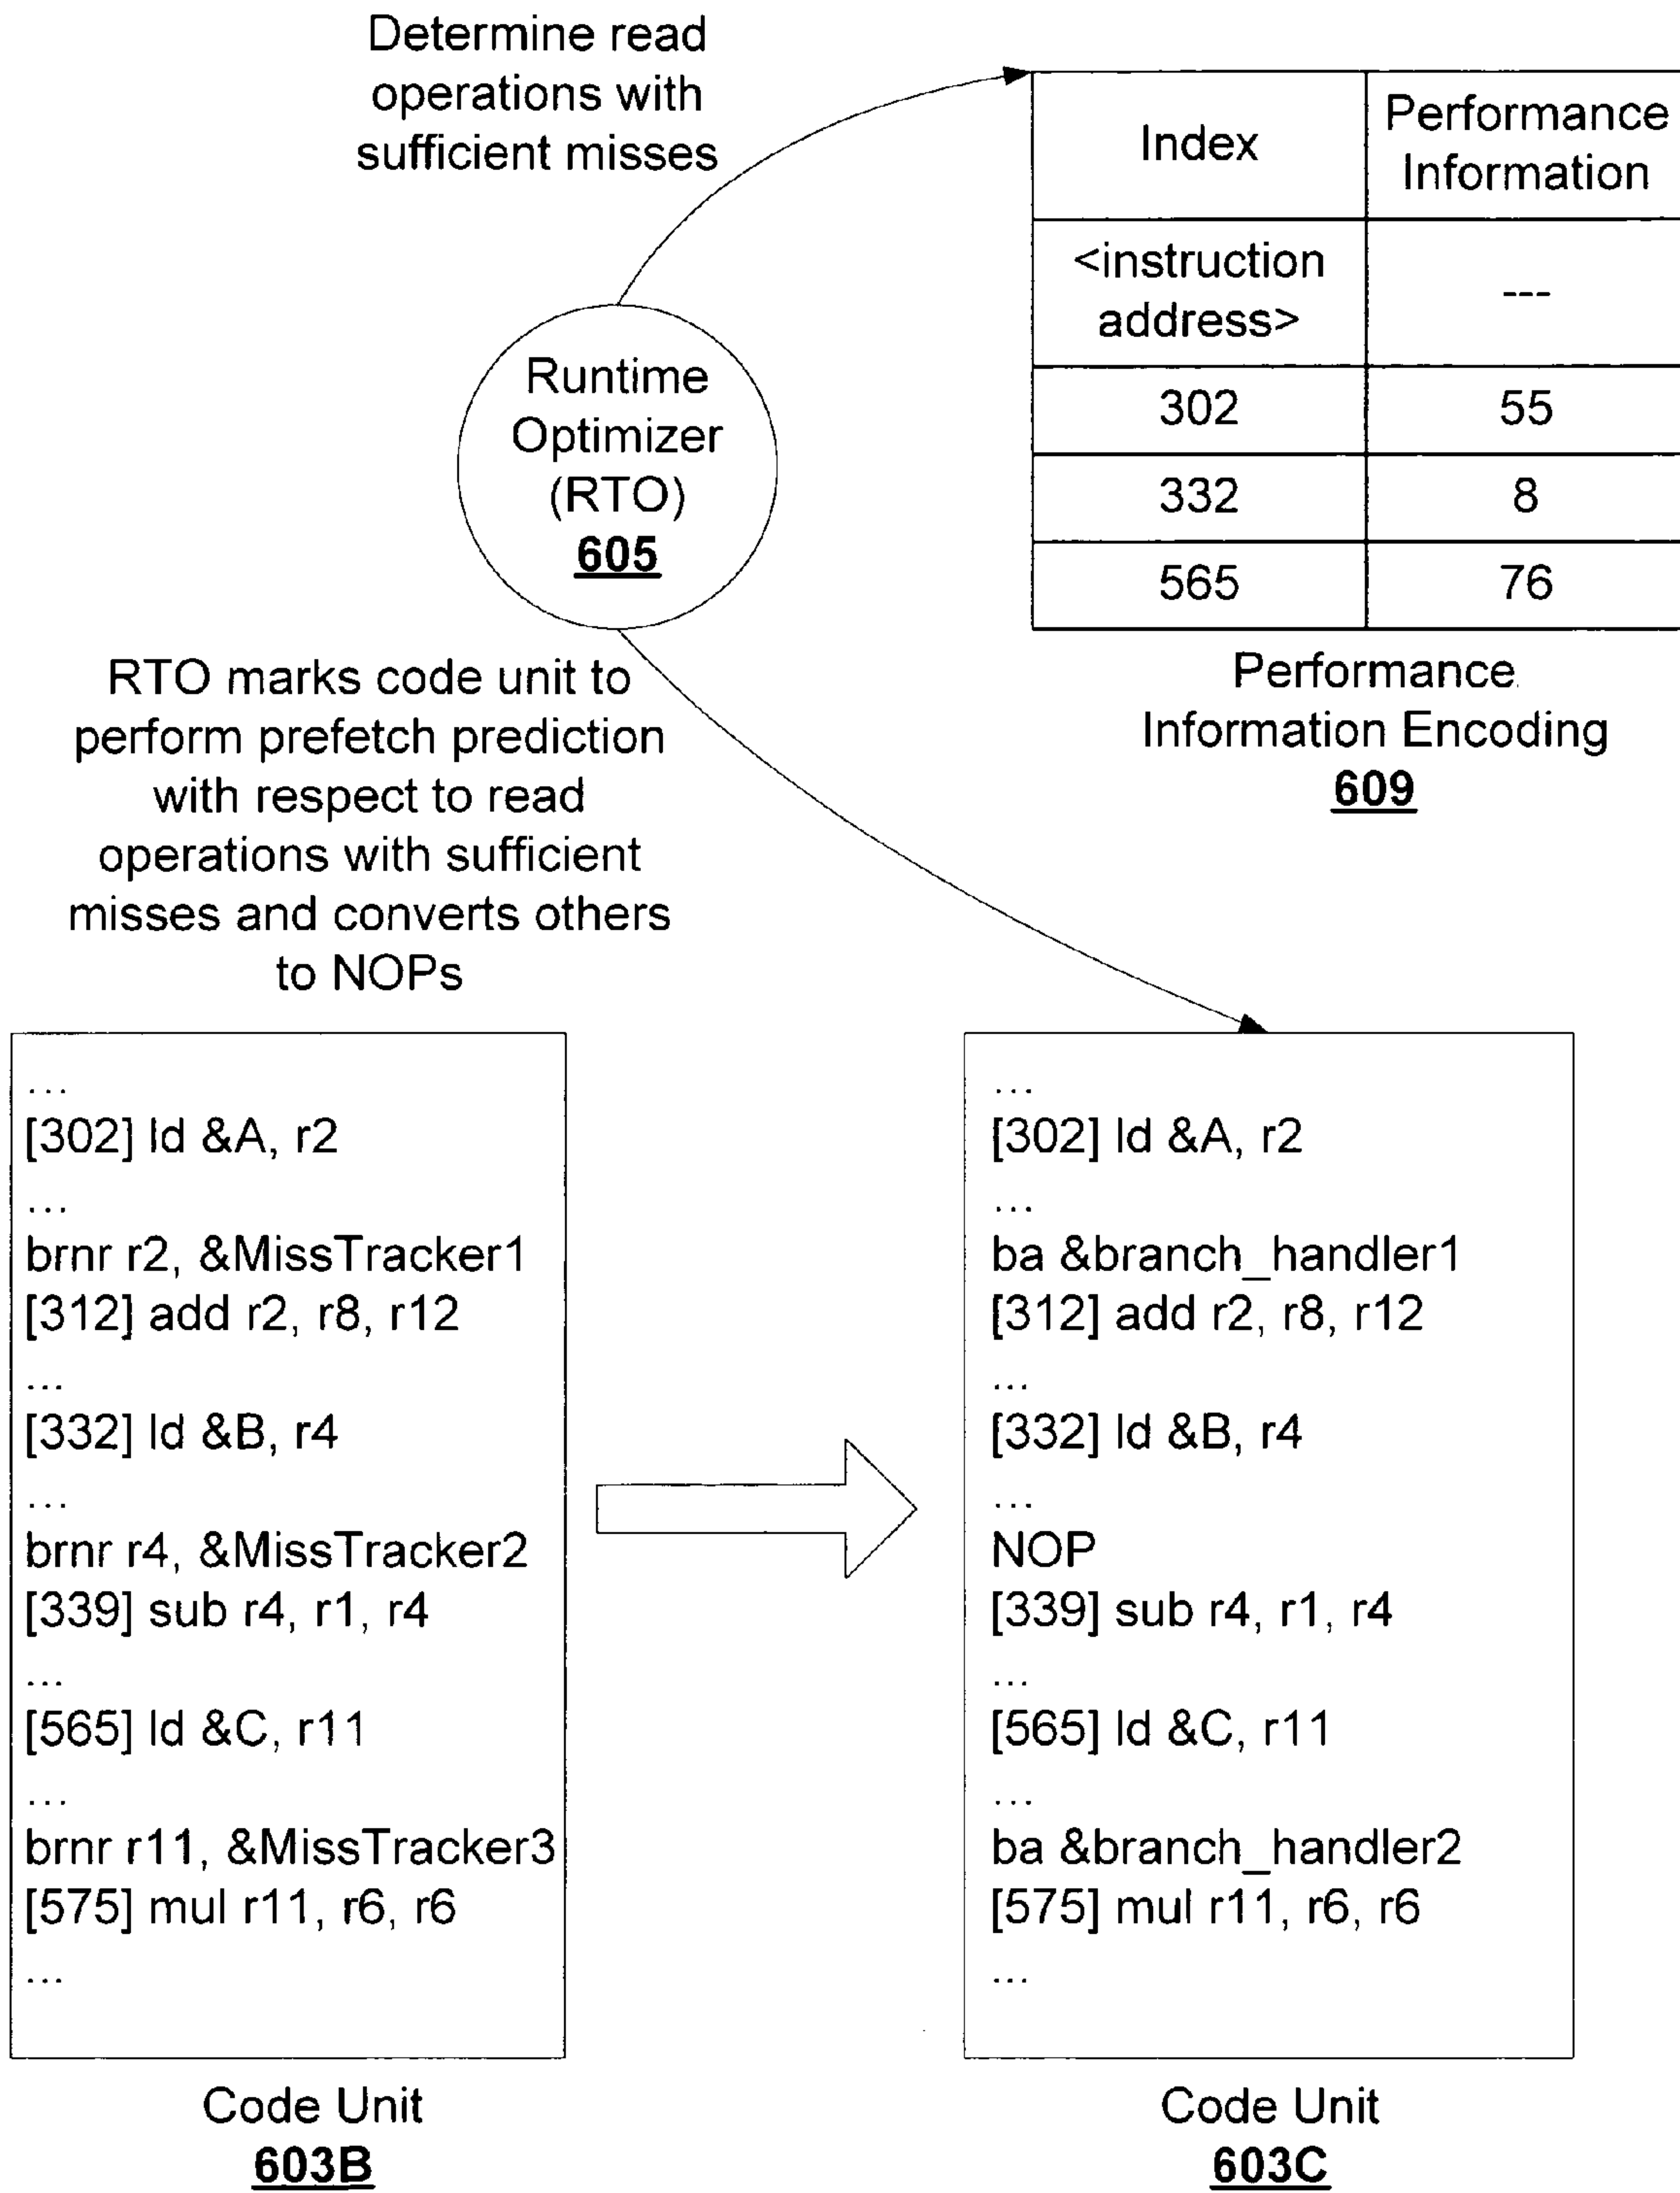 Determine read
operations with
sufficient misses
Index
Performance
Information
<instruction
address>
---
302
55
332
8
565
76
Performance
Information Encoding
609
Runtime
Optimizer
(RTO)
605
RTO marks code unit to
perform prefetch prediction
with respect to read
operations with sufficient
misses and converts others
to NOPs
...
[302] ld &A, r2
...
brnr r2, &MissTracker1
[312] add r2, r8, r12
...
[332] ld &B, r4
...
brnr r4, &MissTracker2
[339] sub r4, r1, r4
...
[565] ld &C, r11
...
brnr r11, &MissTracker3
[575] mul r11, r6, r6
...
Code Unit
603B
...
[302] ld &A, r2
...
ba &branch_handler1
[312] add r2, r8, r12
...
[332] ld &B, r4
...
NOP
[339] sub r4, r1, r4
...
[565] ld &C, r11
...
ba &branch_handler2
[575] mul r11, r6, r6
...
Code Unit
603C